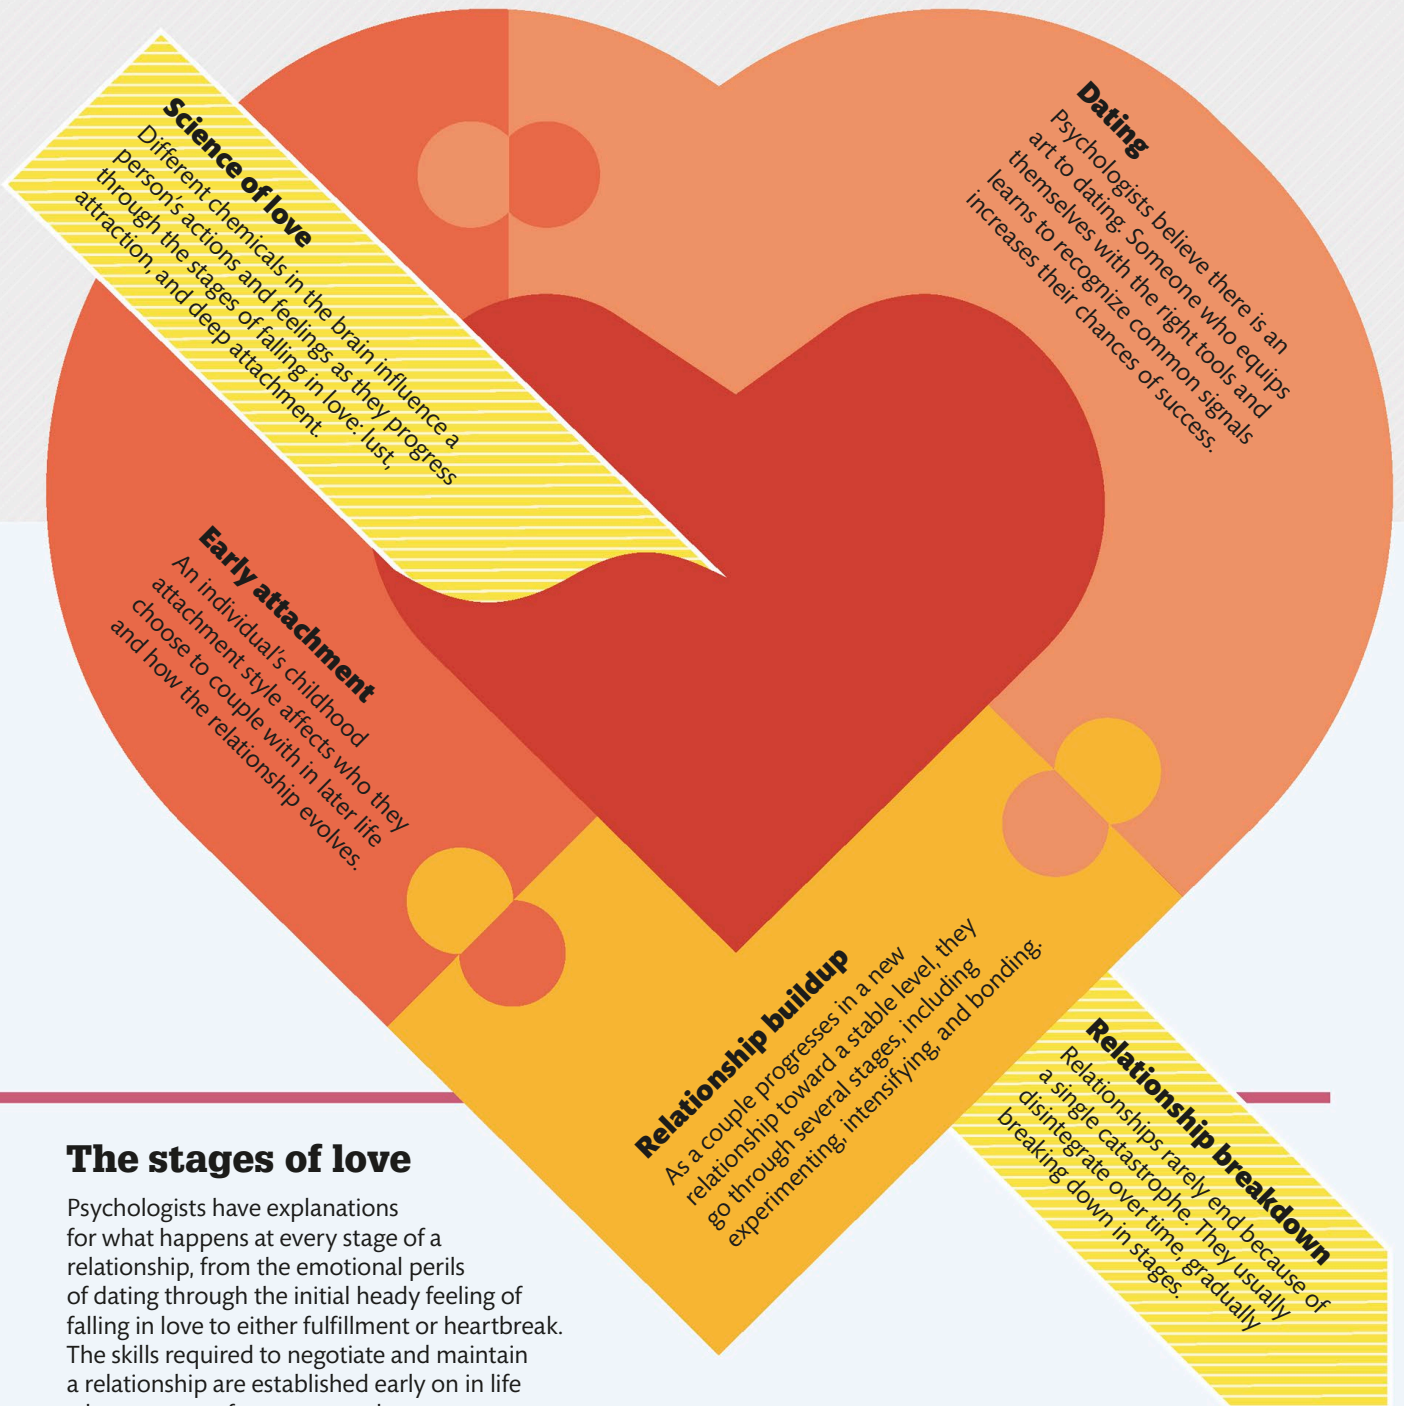 Science of love
Different chemicals in the brain influence a
person's actions and feelings as they progress
through the stages of falling in love: lust,
attraction, and deep attachment.
Dating
Psychologists believe there is an
art to dating. Someone who equips
themselves with the right tools and
learns to recognize common signals
increases their chances of success.
Early attachment
An individual's childhood
attachment style affects who they
choose to couple with in later life
and how the relationship evolves.
Relationship buildup
As a couple progresses in a new
relationship toward a stable level, they
go through several stages, including
experimenting, intensifying, and bonding.
Relationship breakdown
Relationships rarely end because of
a single catastrophe. They usually
disintegrate over time, gradually
breaking down in stages.
The stages of love
Psychologists have explanations
for what happens at every stage of a
relationship, from the emotional perils
of dating through the initial heady feeling of
falling in love to either fulfillment or heartbreak.
The skills required to negotiate and maintain
a relationship are established early on in life